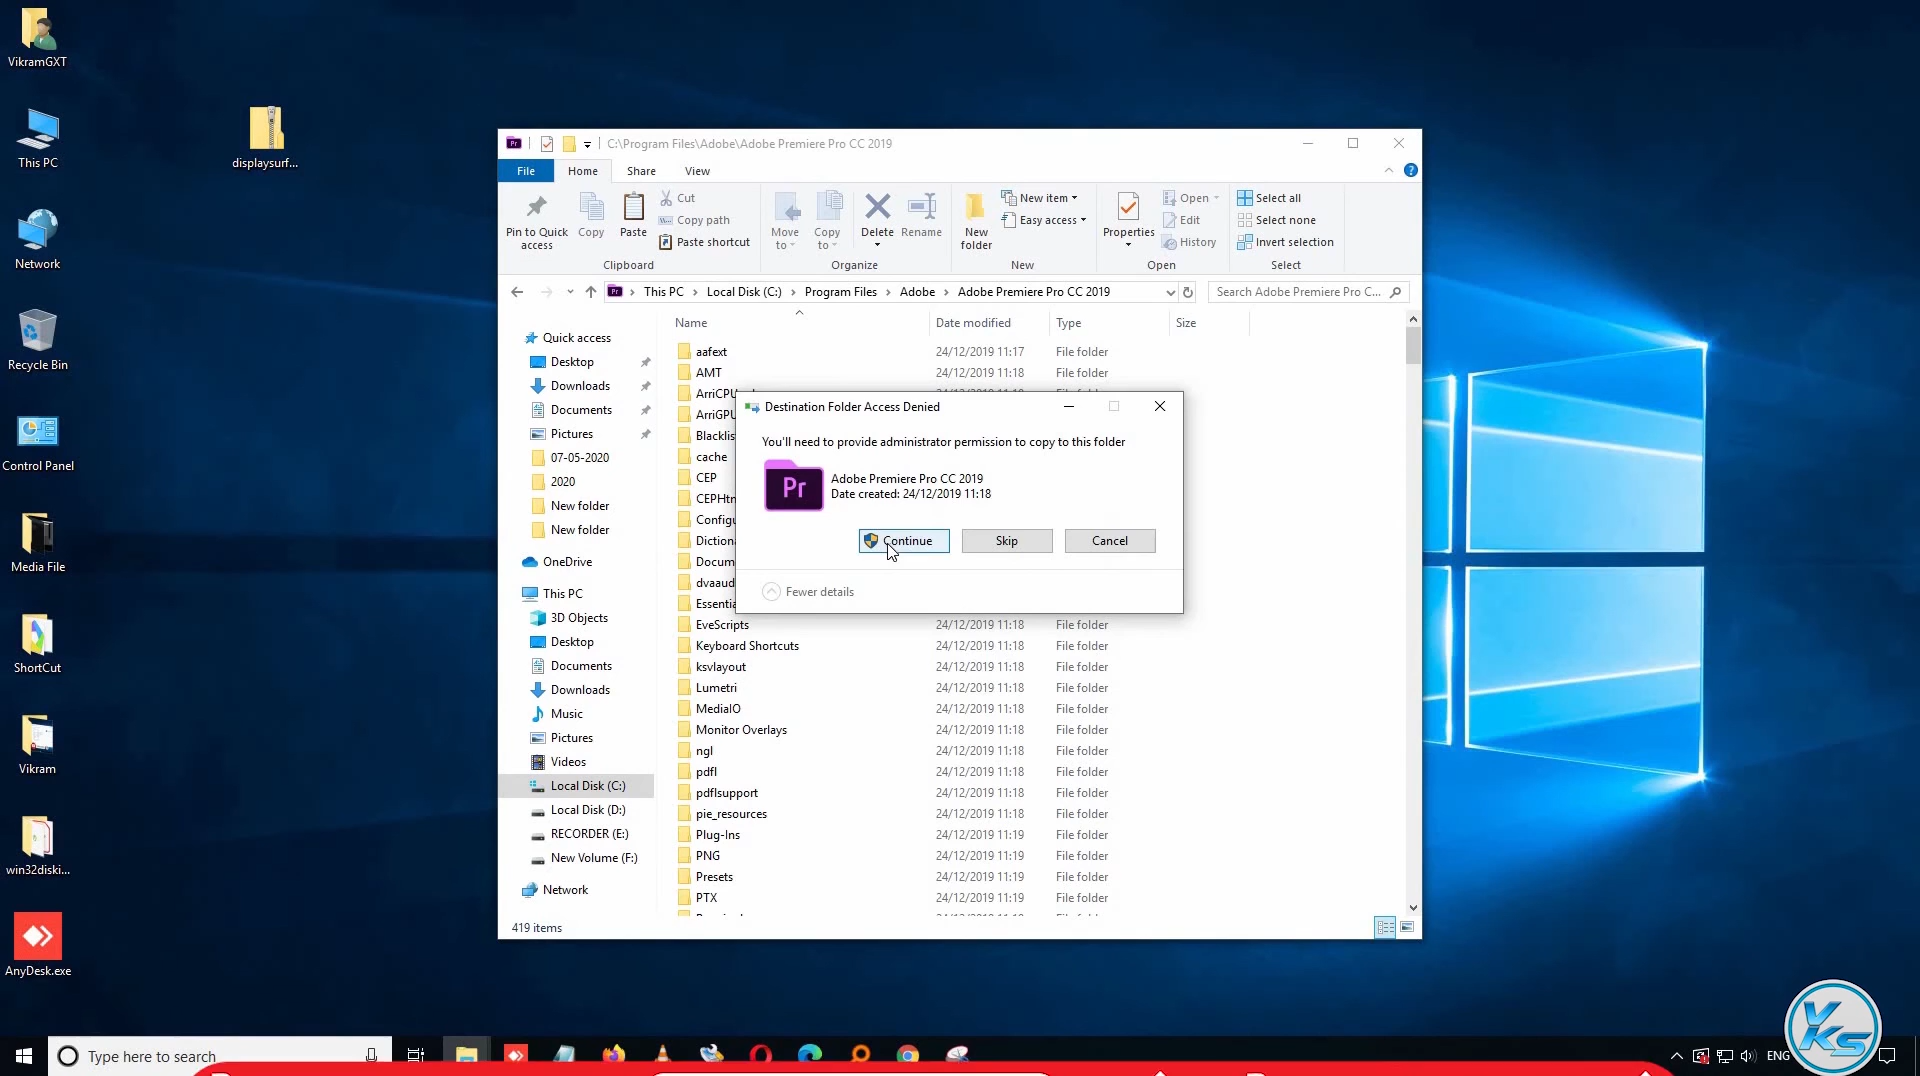 VikramGXT
This PC
Network
Recycle Bin
Control Panel
Media File
ShortCut
Vikram
win32diski...
AnyDesk.exe
displaysurf...
Pr
C:\Program Files\Adobe\Adobe Premiere Pro CC 2019
File
Home
Share
View
Pin to Quick
access
Copy
Paste
Cut
Copy path
Paste shortcut
Clipboard
Move
to
Copy
to
Delete
Rename
Organize
New
folder
New item
Easy access
New
Properties
Open
Edit
History
Open
Select all
Select none
Invert selection
Select
Pr
This PC
Local Disk (C:)
Program Files
Adobe
Adobe Premiere Pro CC 2019
Search Adobe Premiere Pro C...
Quick access
Desktop
Downloads
Documents
Pictures
07-05-2020
2020
New folder
New folder
OneDrive
This PC
3D Objects
Desktop
Documents
Downloads
Music
Pictures
Videos
Local Disk (C:)
Local Disk (D:)
RECORDER (E:)
New Volume (F:)
Network
Name Date modified Type Size
aafext 24/12/2019 11:17 File folder
AMT 24/12/2019 11:18 File folder
ArriCPU
ArriGPU
Blacklis
cache
CEP
CEPHtm
Configu
Dictiona
Docum
dvaaud
Essentia
EveScripts 24/12/2019 11:18 File folder
Keyboard Shortcuts 24/12/2019 11:18 File folder
ksvlayout 24/12/2019 11:18 File folder
Lumetri 24/12/2019 11:18 File folder
MediaIO 24/12/2019 11:18 File folder
Monitor Overlays 24/12/2019 11:18 File folder
ngl 24/12/2019 11:18 File folder
pdfl 24/12/2019 11:18 File folder
pdflsupport 24/12/2019 11:18 File folder
pie_resources 24/12/2019 11:18 File folder
Plug-Ins 24/12/2019 11:19 File folder
PNG 24/12/2019 11:19 File folder
Presets 24/12/2019 11:19 File folder
PTX 24/12/2019 11:19 File folder
419 items
Destination Folder Access Denied
You'll need to provide administrator permission to copy to this folder
Pr
Adobe Premiere Pro CC 2019
Date created: 24/12/2019 11:18
Continue
Skip
Cancel
Fewer details
Type here to search
ENG
VKS